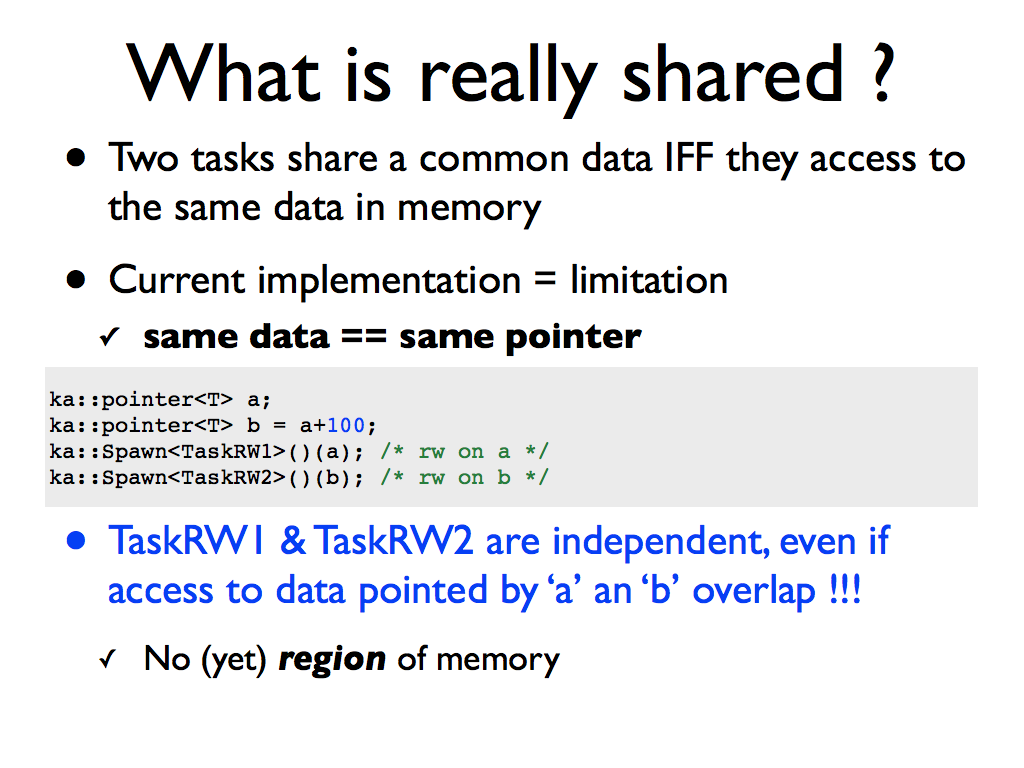 What is really shared ?
• Two tasks share a common data IFF they access to
the same data in memory
• Current implementation = limitation
✓ same data == same pointer
ka::pointer<T> a;
ka::pointer<T> b = a+100;
ka::Spawn<TaskRW1>()(a); /* rw on a */
ka::Spawn<TaskRW2>()(b); /* rw on b */
• TaskRW1 & TaskRW2 are independent, even if
access to data pointed by ‘a’ an ‘b’ overlap !!!
✓ No (yet) region of memory